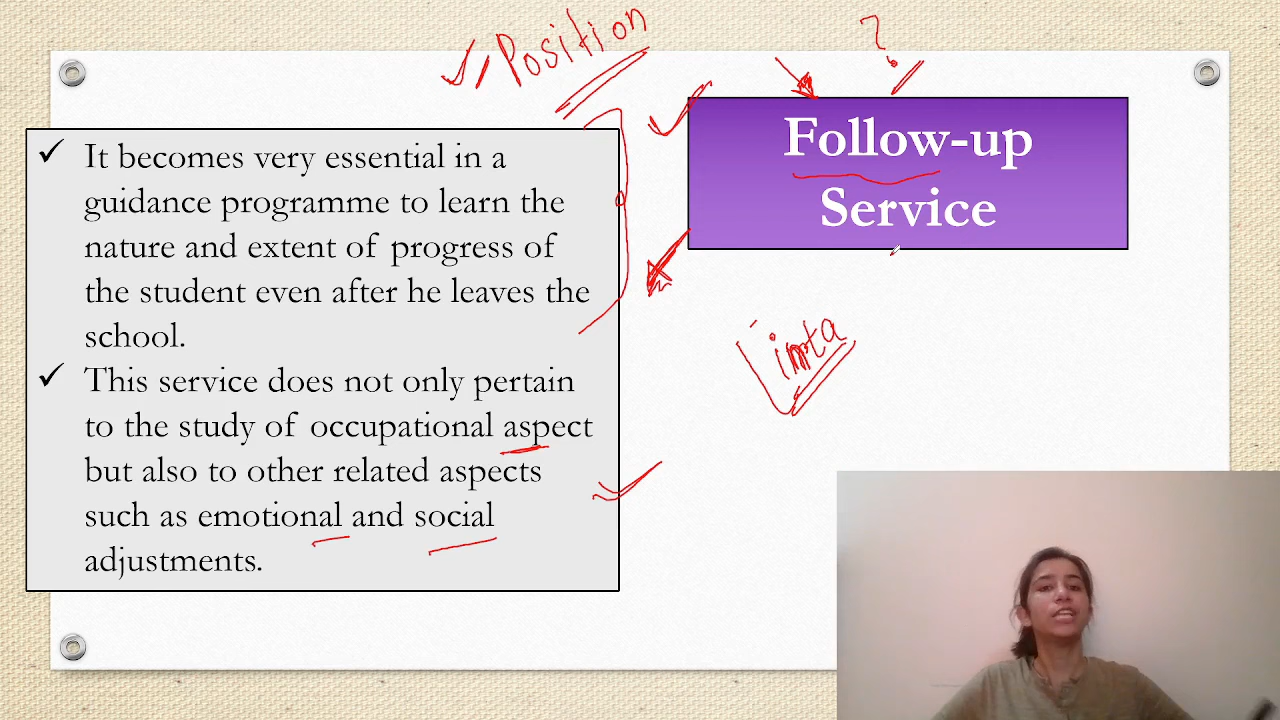 Position
?
Follow-up
Service
✓ It becomes very essential in a
guidance programme to learn the
nature and extent of progress of
the student even after he leaves the
school.
✓ This service does not only pertain
to the study of occupational aspect
but also to other related aspects
such as emotional and social
adjustments.